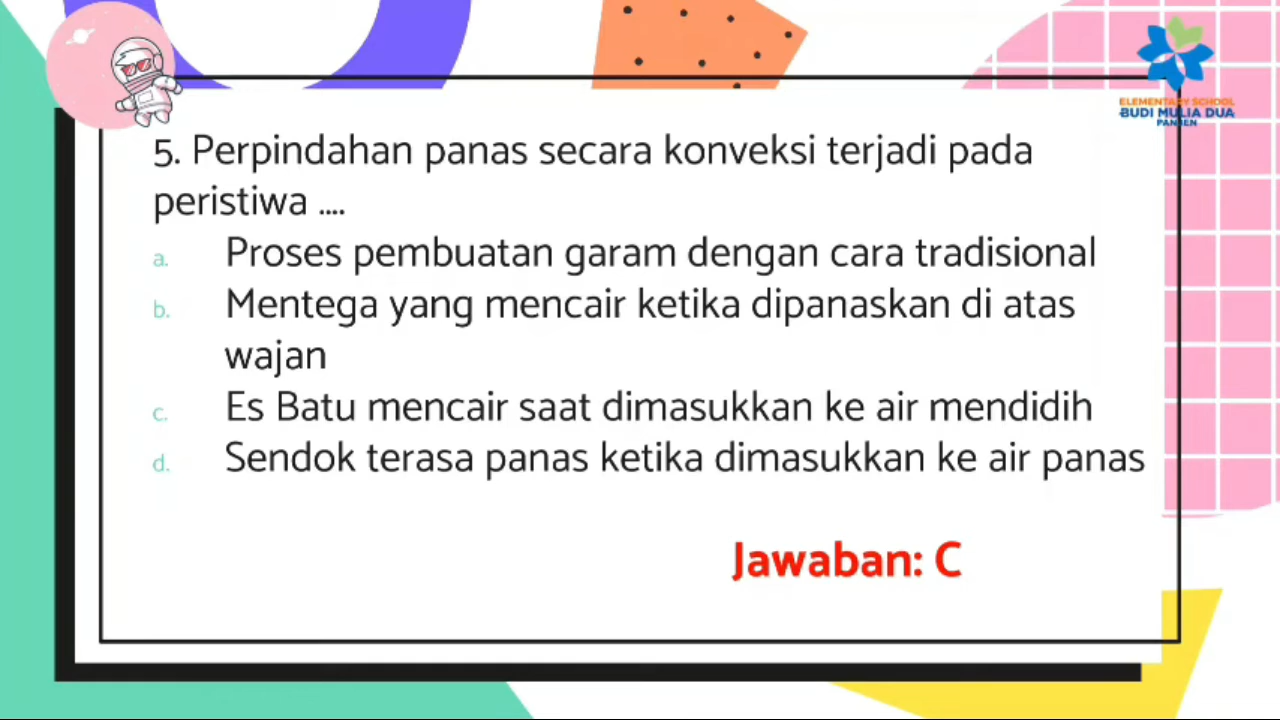 ELEMENTARY SCHOOL
BUDI MULIA DUA
PANJEN
5. Perpindahan panas secara konveksi terjadi pada
peristiwa ....
a. Proses pembuatan garam dengan cara tradisional
b. Mentega yang mencair ketika dipanaskan di atas
wajan
c. Es Batu mencair saat dimasukkan ke air mendidih
d. Sendok terasa panas ketika dimasukkan ke air panas
Jawaban: C